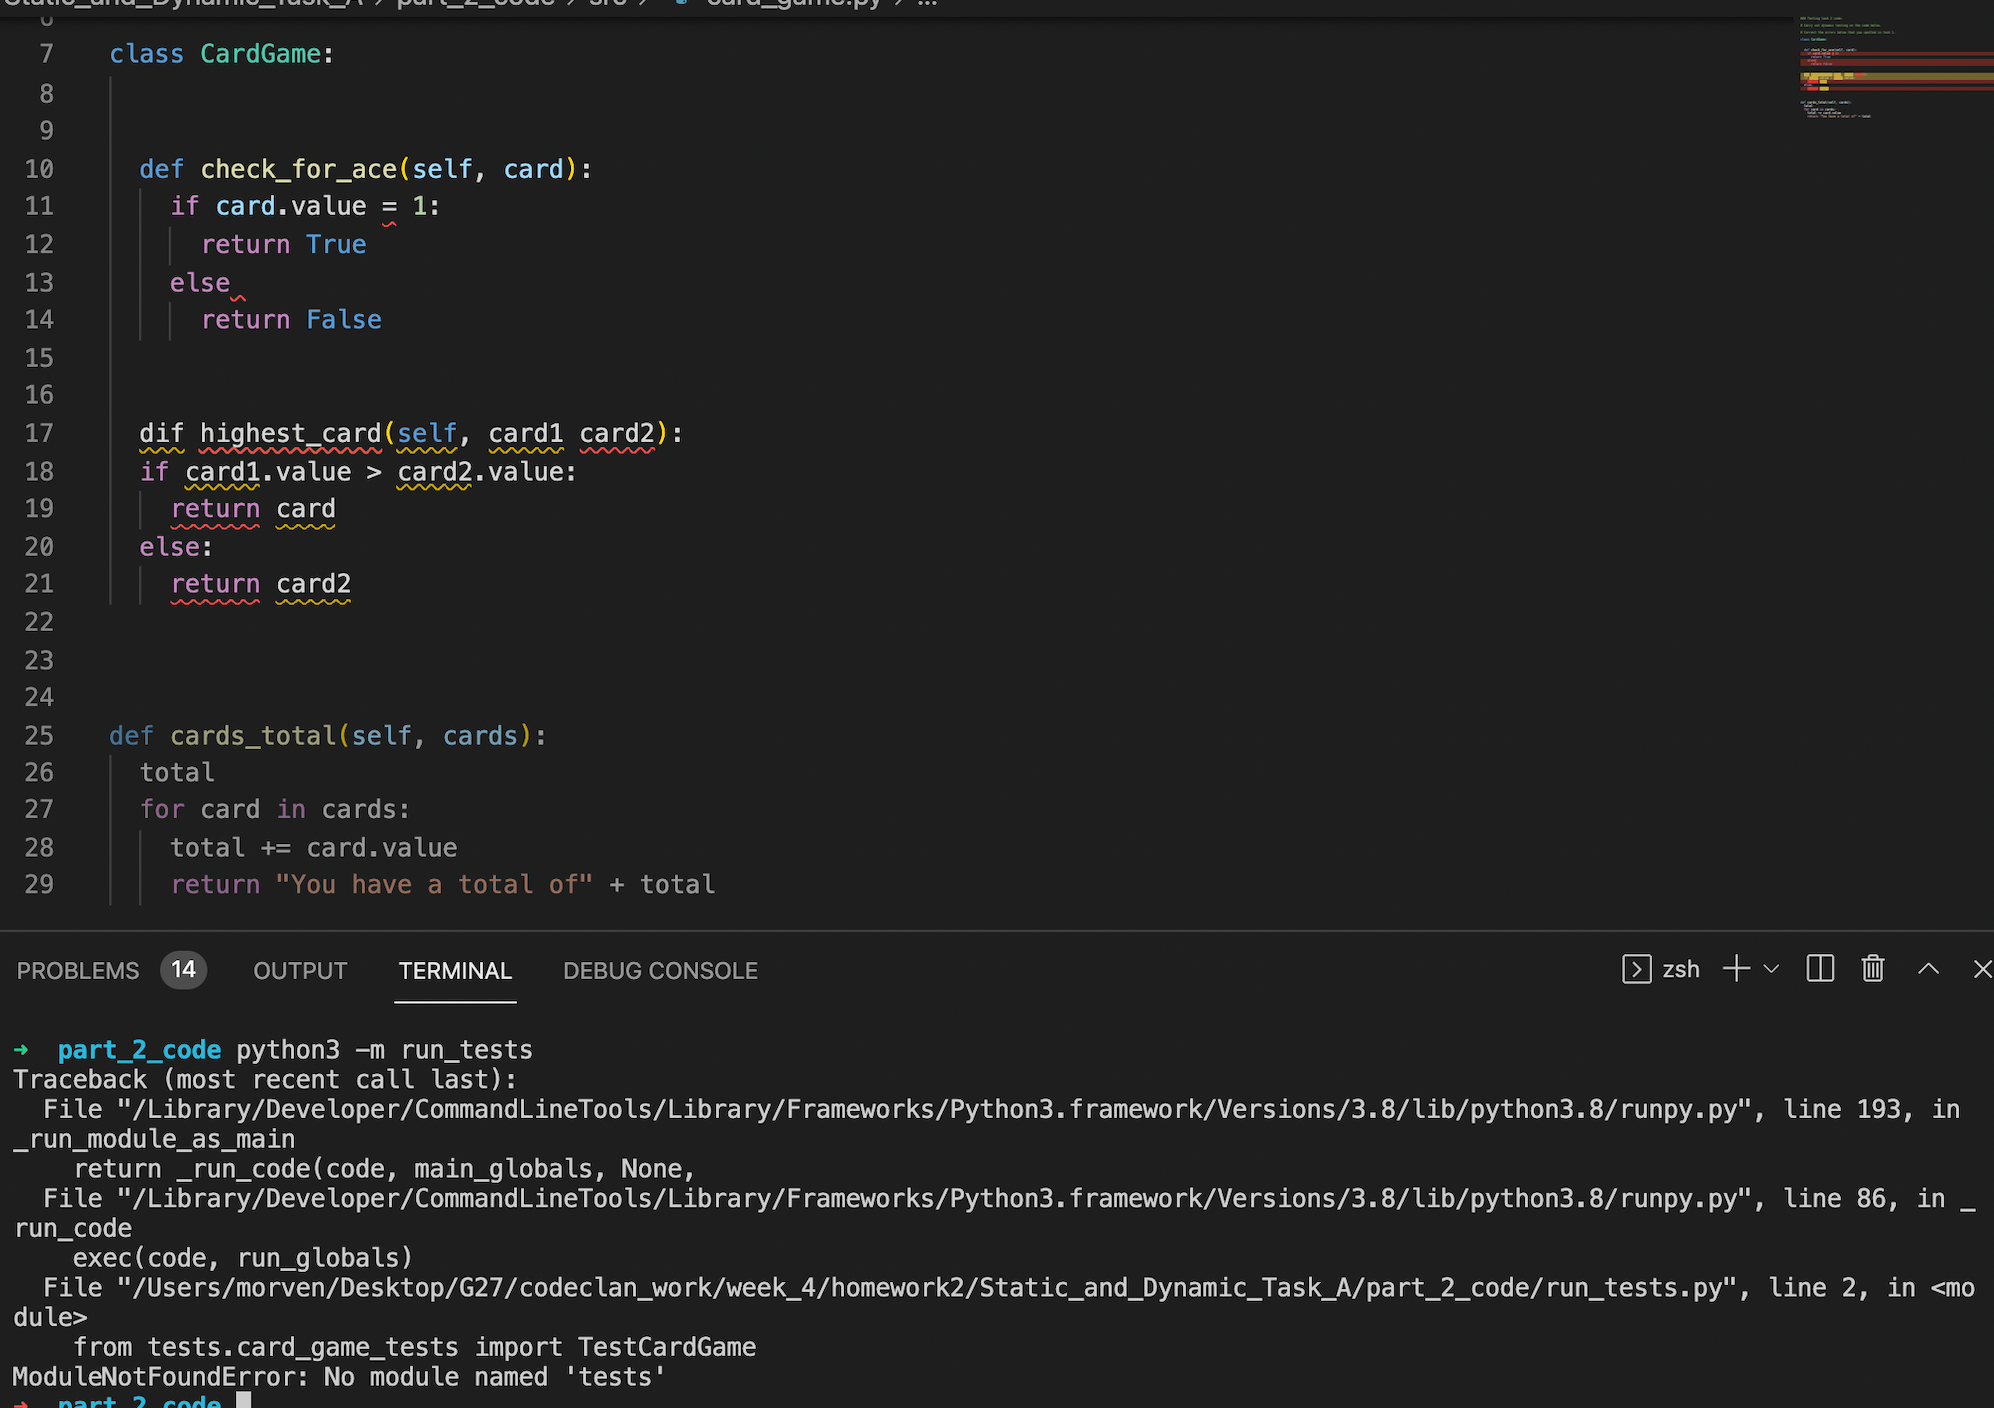 Static_and_Dynamic_Task_A > part_2_code > src > card_game.py > ...
6
7 class CardGame:
8
9
10 def check_for_ace(self, card):
11 if card.value = 1:
12 return True
13 else
14 return False
15
16
17 dif highest_card(self, card1 card2):
18 if card1.value > card2.value:
19 return card
20 else:
21 return card2
22
23
24
25 def cards_total(self, cards):
26 total
27 for card in cards:
28 total += card.value
29 return "You have a total of" + total
PROBLEMS 14 OUTPUT TERMINAL DEBUG CONSOLE zsh
→ part_2_code python3 -m run_tests
Traceback (most recent call last):
File "/Library/Developer/CommandLineTools/Library/Frameworks/Python3.framework/Versions/3.8/lib/python3.8/runpy.py", line 193, in
_run_module_as_main
return _run_code(code, main_globals, None,
File "/Library/Developer/CommandLineTools/Library/Frameworks/Python3.framework/Versions/3.8/lib/python3.8/runpy.py", line 86, in _
run_code
exec(code, run_globals)
File "/Users/morven/Desktop/G27/codeclan_work/week_4/homework2/Static_and_Dynamic_Task_A/part_2_code/run_tests.py", line 2, in <mo
dule>
from tests.card_game_tests import TestCardGame
ModuleNotFoundError: No module named 'tests'
→ part_2_code